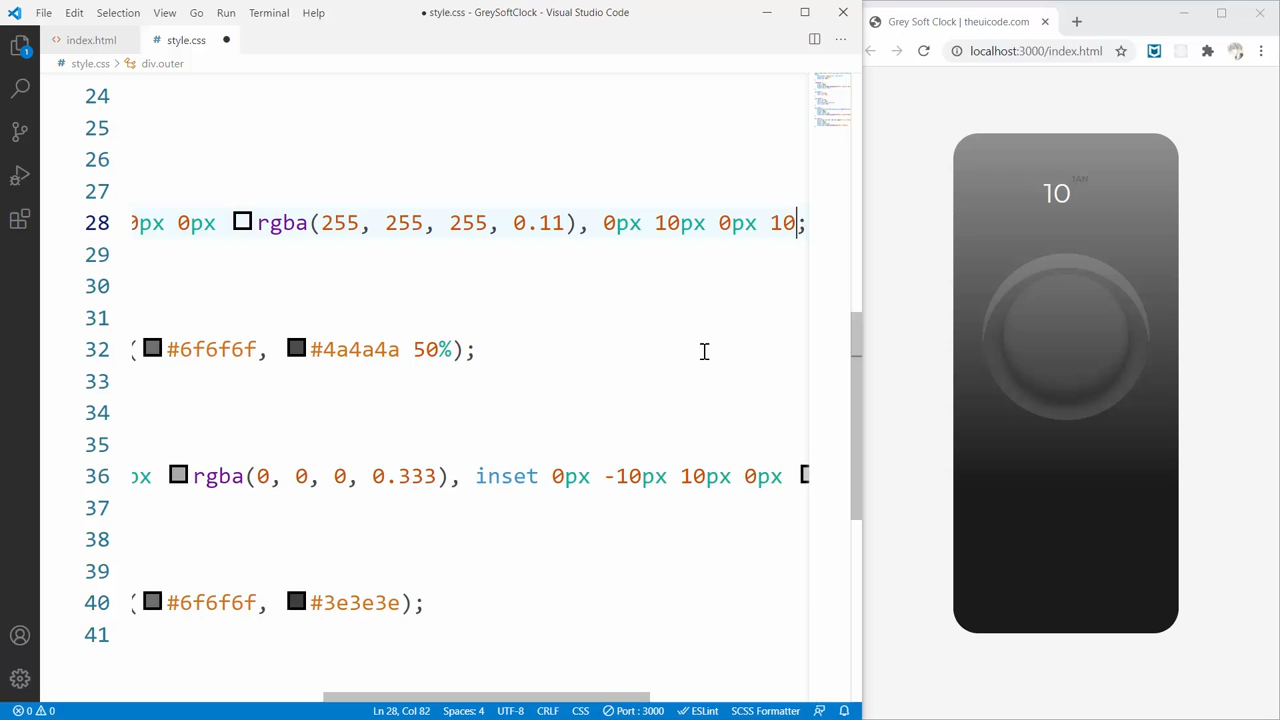 File Edit Selection View Go Run Terminal Help
● style.css - GreySoftClock - Visual Studio Code
Grey Soft Clock | theuicode.com
index.html
style.css
localhost:3000/index.html
style.css > div.outer
24
25
26
27
28 0px 0px rgba(255, 255, 255, 0.11), 0px 10px 0px 10;
29
30
31
32 ( #6f6f6f, #4a4a4a 50%);
33
34
35
36 px rgba(0, 0, 0, 0.333), inset 0px -10px 10px 0px
37
38
39
40 ( #6f6f6f, #3e3e3e);
41
10
JAN
1
0 0
Ln 28, Col 82 Spaces: 4 UTF-8 CRLF CSS Port : 3000 ESLint SCSS Formatter